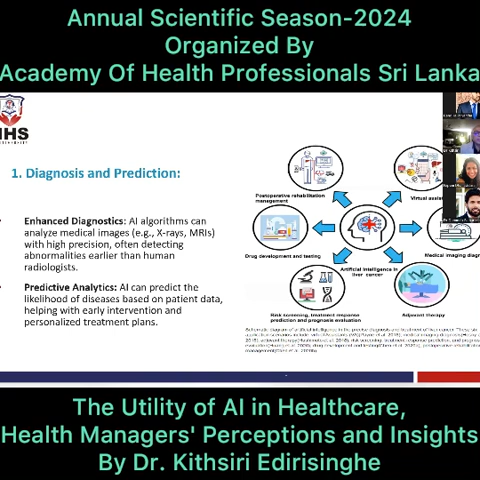 Annual Scientific Season-2024
Organized By
Academy Of Health Professionals Sri Lanka
1. Diagnosis and Prediction:
Enhanced Diagnostics: AI algorithms can
analyze medical images (e.g., X-rays, MRIs)
with high precision, often detecting
abnormalities earlier than human
radiologists.
Predictive Analytics: AI can predict the
likelihood of diseases based on patient data,
helping with early intervention and
personalized treatment plans.
Postoperative rehabilitation
management
Virtual assis
Drug development and testing
Medical imaging diagn
Artificial intelligence in
liver cancer
Risk screening, treatment response
prediction and prognosis evaluation
Adjuvant therapy
The Utility of AI in Healthcare,
Health Managers' Perceptions and Insights
By Dr. Kithsiri Edirisinghe